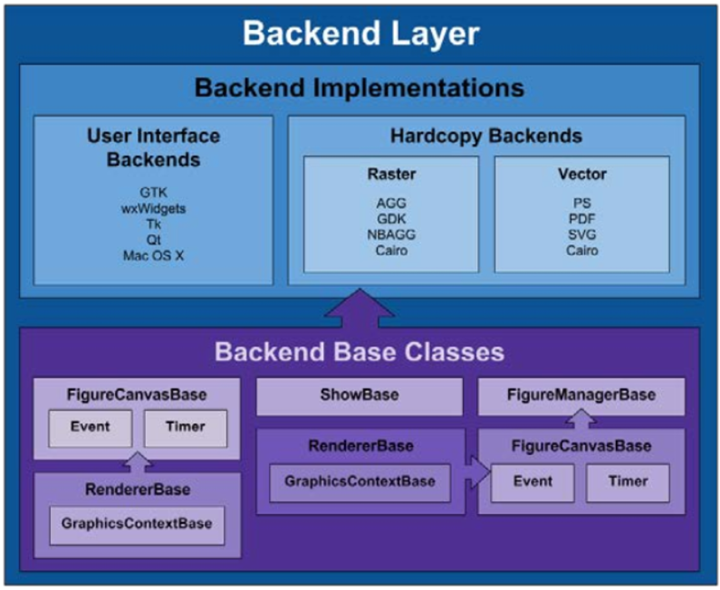 Backend Layer
Backend Implementations
User Interface
Backends
GTK
wxWidgets
Tk
Qt
Mac OS X
Hardcopy Backends
Raster
AGG
GDK
NBAGG
Cairo
Vector
PS
PDF
SVG
Cairo
Backend Base Classes
FigureCanvasBase
Event
Timer
RendererBase
GraphicsContextBase
ShowBase
RendererBase
GraphicsContextBase
FigureManagerBase
FigureCanvasBase
Event
Timer